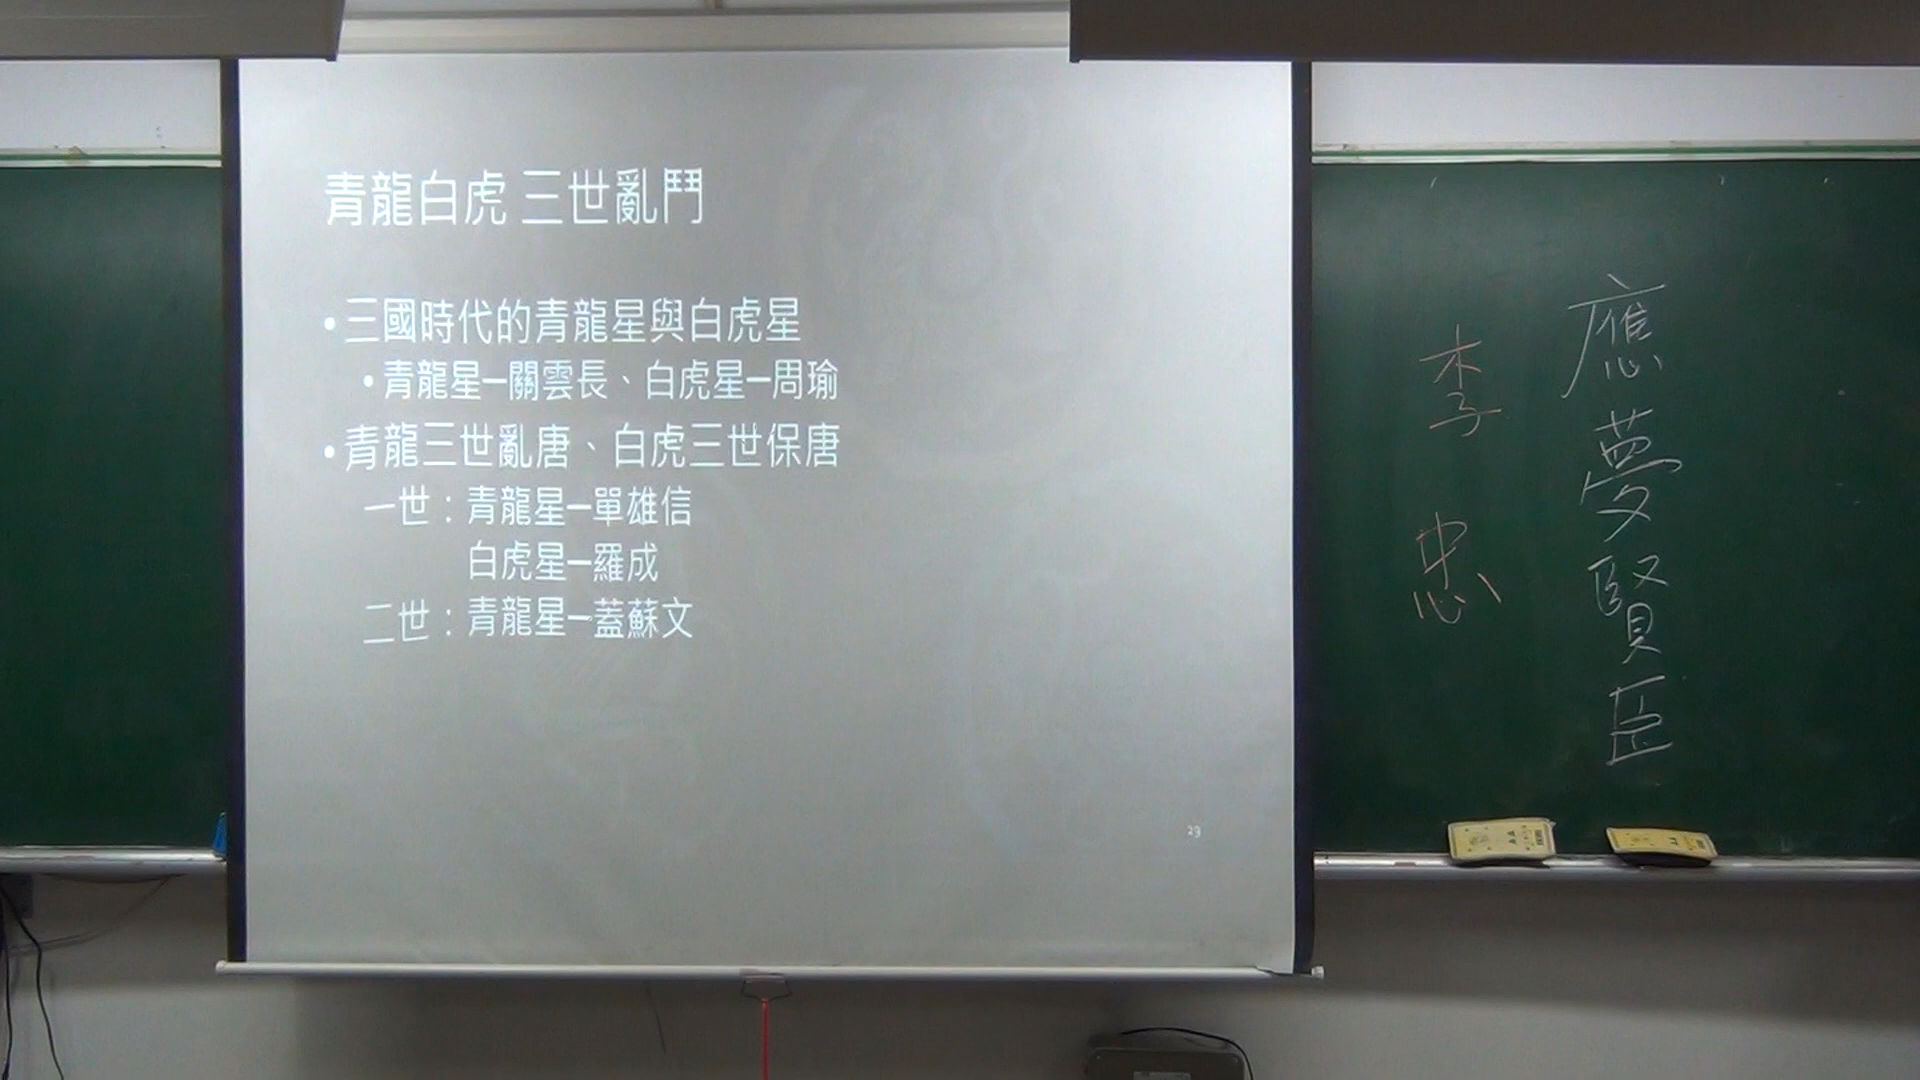 青龍白虎 三世亂鬥
•三國時代的青龍星與白虎星
•青龍星—關雲長、白虎星—周瑜
•青龍三世亂唐、白虎三世保唐
一世：青龍星—單雄信
白虎星—羅成
二世：青龍星—蓋蘇文
29
應夢賢臣
李忠